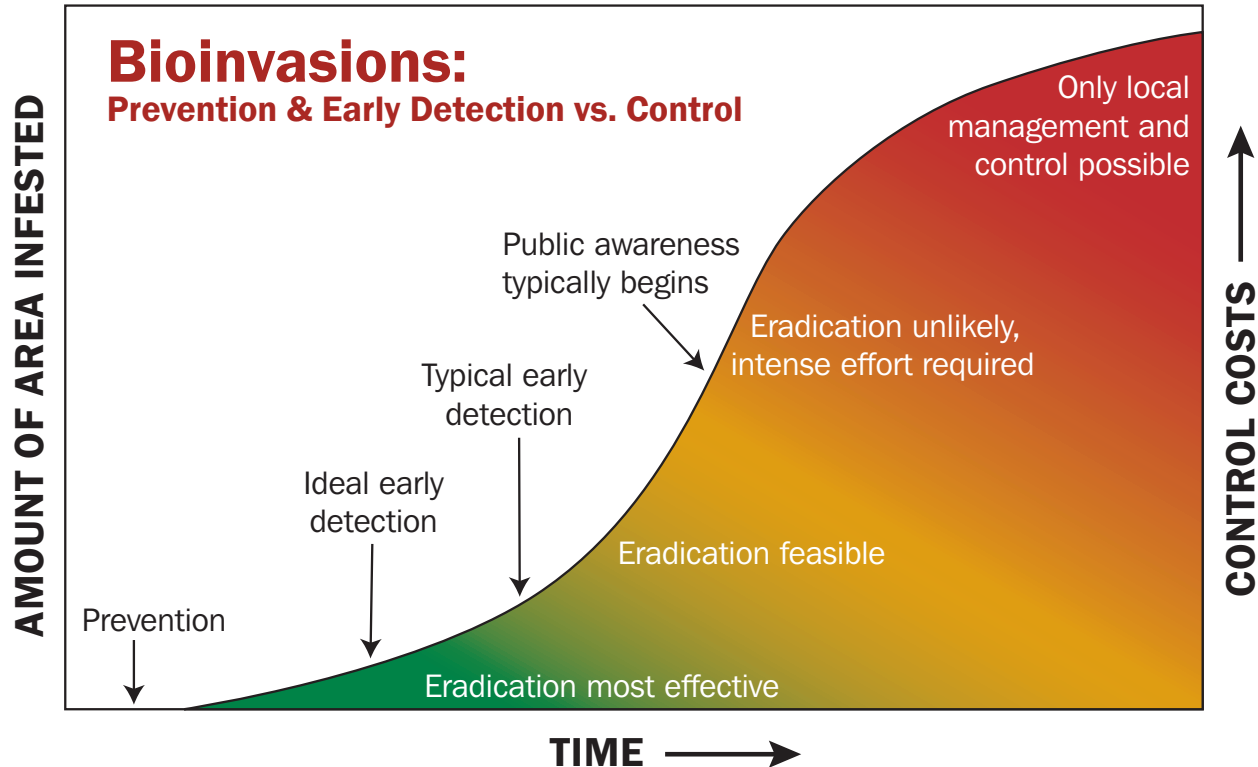 Bioinvasions:
Prevention & Early Detection vs. Control
AMOUNT OF AREA INFESTED
Only local
management and
control possible
Public awareness
typically begins
Eradication unlikely,
intense effort required
Typical early
detection
Ideal early
detection
Eradication feasible
Prevention
Eradication most effective
CONTROL COSTS
TIME